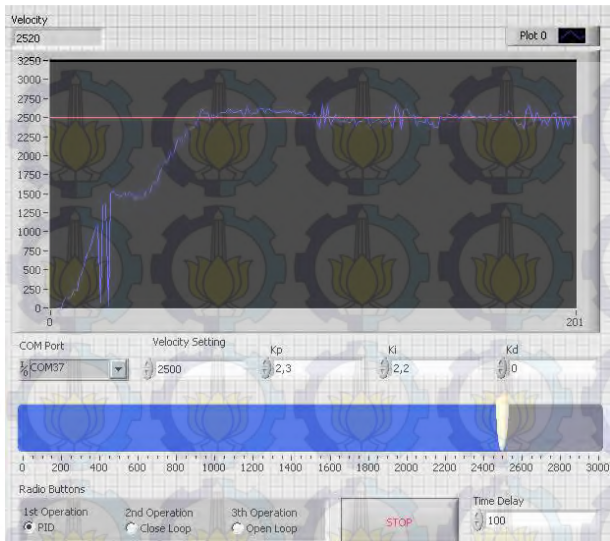 Velocity
2520
Plot 0
3250
3000
2750
2500
2250
2000
1750
1500
1250
1000
750
500
250
0
0 201
COM Port Velocity Setting Kp Ki Kd
COM37 2500 2,3 2,2 0
0 200 400 600 800 1000 1200 1400 1600 1800 2000 2200 2400 2600 2800 3000
Radio Buttons
1st Operation 2nd Operation 3th Operation Time Delay
PID Close Loop Open Loop STOP 100